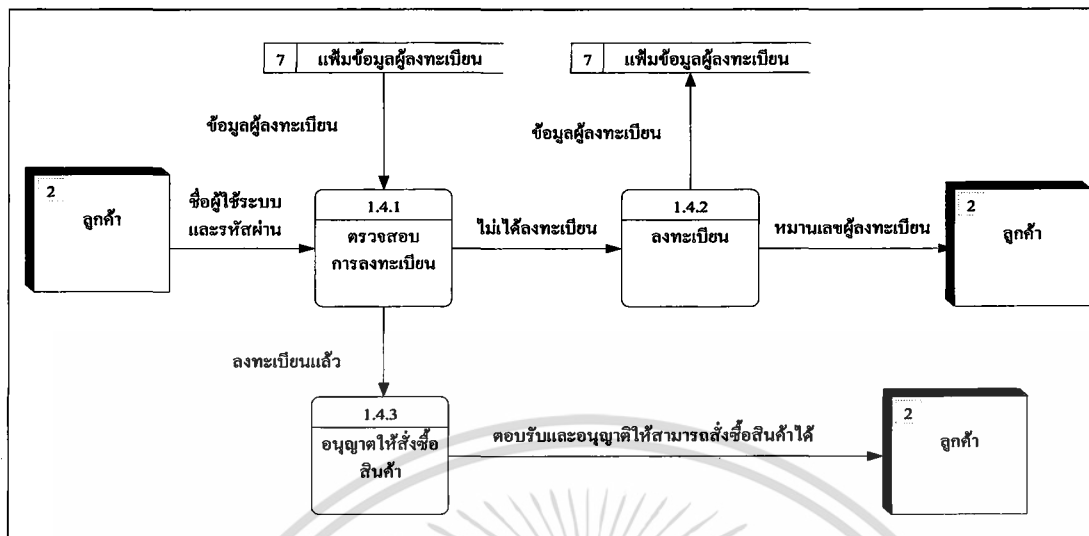 7 แฟ้มข้อมูลผู้ลงทะเบียน
7 แฟ้มข้อมูลผู้ลงทะเบียน
ข้อมูลผู้ลงทะเบียน
ข้อมูลผู้ลงทะเบียน
2
ลูกค้า
ชื่อผู้ใช้ระบบ
และรหัสผ่าน
1.4.1
ตรวจสอบ
การลงทะเบียน
ไม่ได้ลงทะเบียน
1.4.2
ลงทะเบียน
หมานเลขผู้ลงทะเบียน
2
ลูกค้า
ลงทะเบียนแล้ว
1.4.3
อนุญาตให้สั่งซื้อ
สินค้า
ตอบรับและอนุญาติให้สามารถสั่งซื้อสินค้าได้
2
ลูกค้า